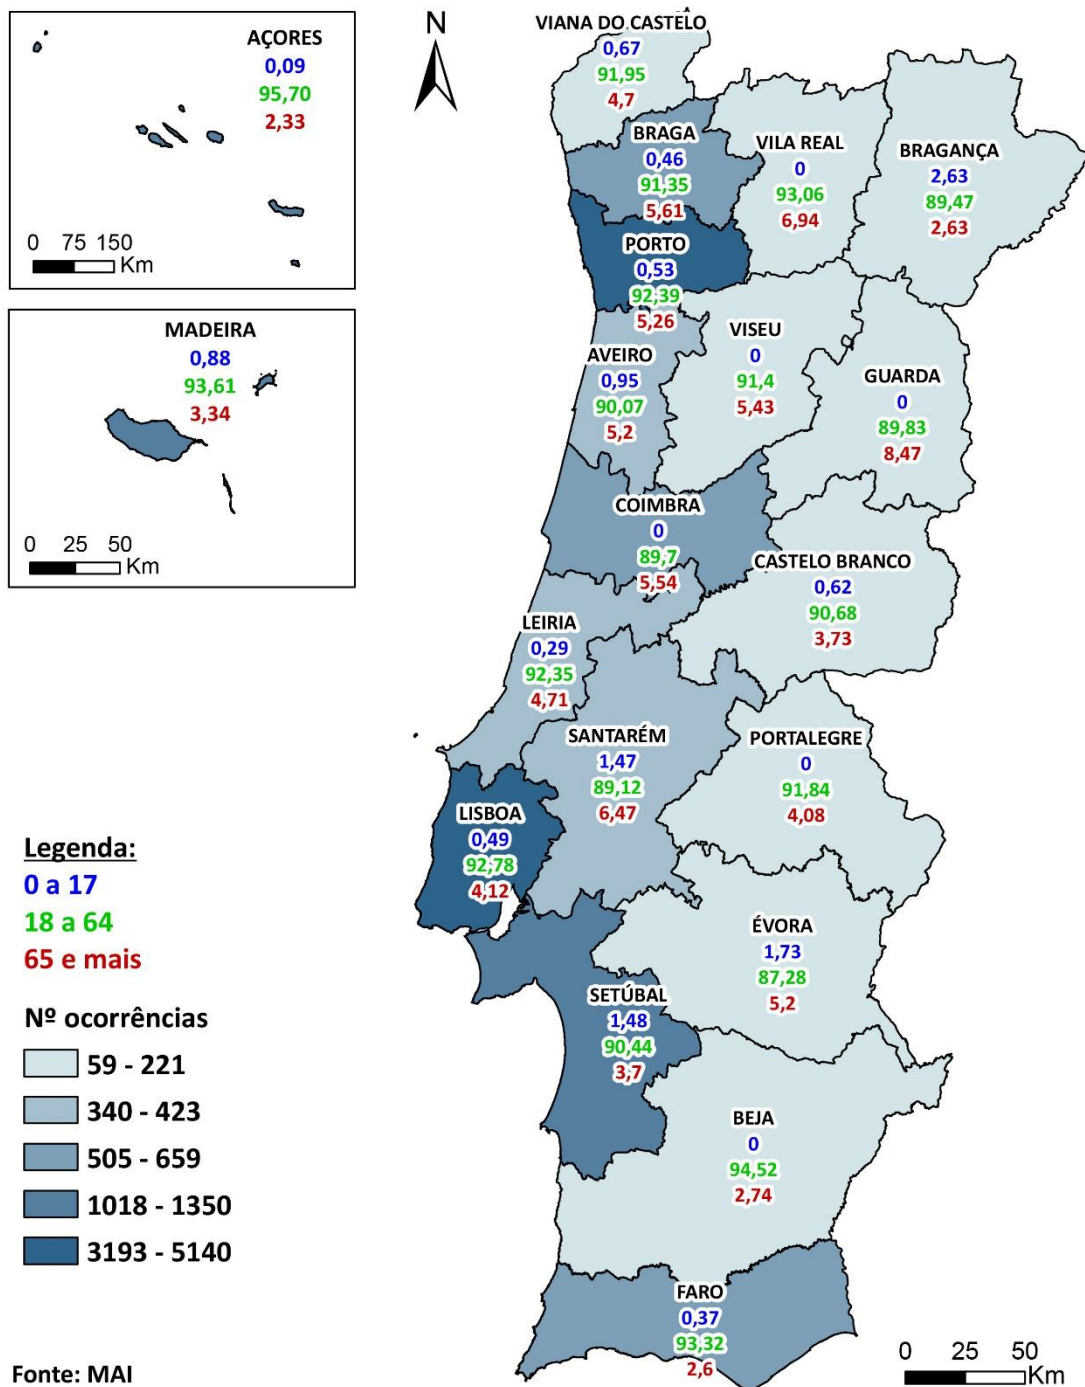 AÇORES
0,09
95,70
2,33
0 75 150
Km
MADEIRA
0,88
93,61
3,34
0 25 50
Km
N
VIANA DO CASTELO
0,67
91,95
4,7
BRAGA
0,46
91,35
5,61
VILA REAL
0
93,06
6,94
BRAGANÇA
2,63
89,47
2,63
PORTO
0,53
92,39
5,26
AVEIRO
0,95
90,07
5,2
VISEU
0
91,4
5,43
GUARDA
0
89,83
8,47
COIMBRA
0
89,7
5,54
CASTELO BRANCO
0,62
90,68
3,73
LEIRIA
0,29
92,35
4,71
SANTARÉM
1,47
89,12
6,47
PORTALEGRE
0
91,84
4,08
LISBOA
0,49
92,78
4,12
ÉVORA
1,73
87,28
5,2
SETÚBAL
1,48
90,44
3,7
BEJA
0
94,52
2,74
FARO
0,37
93,32
2,6
Legenda:
0 a 17
18 a 64
65 e mais
Nº ocorrências
59 - 221
340 - 423
505 - 659
1018 - 1350
3193 - 5140
Fonte: MAI
0 25 50
Km